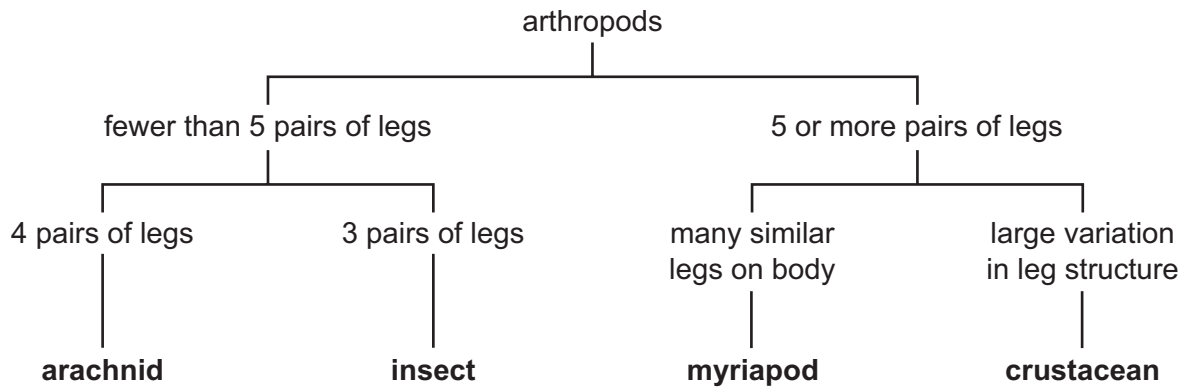 arthropods
fewer than 5 pairs of legs
5 or more pairs of legs
4 pairs of legs
3 pairs of legs
many similar
legs on body
large variation
in leg structure
arachnid
insect
myriapod
crustacean